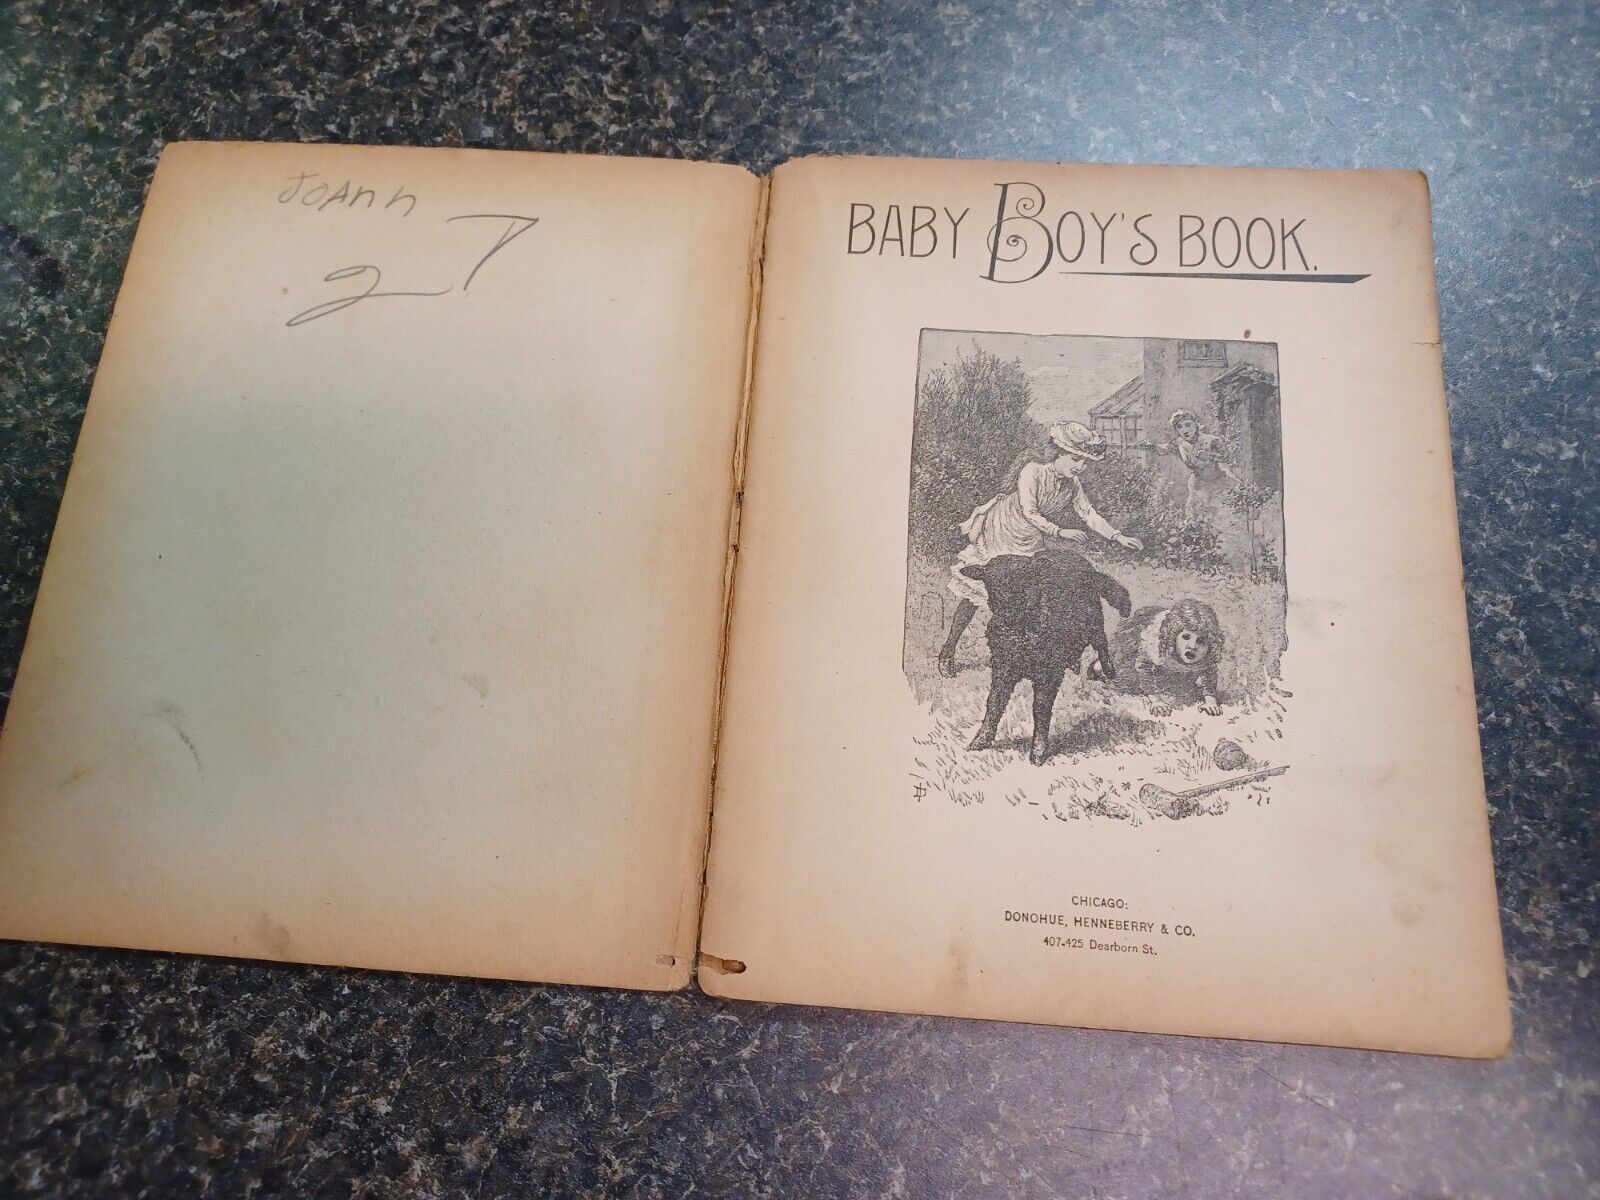 JOAnn
27
BABY BOY'S BOOK.
CHICAGO:
DONOHUE, HENNEBERRY & CO.
407-425 Dearborn St.